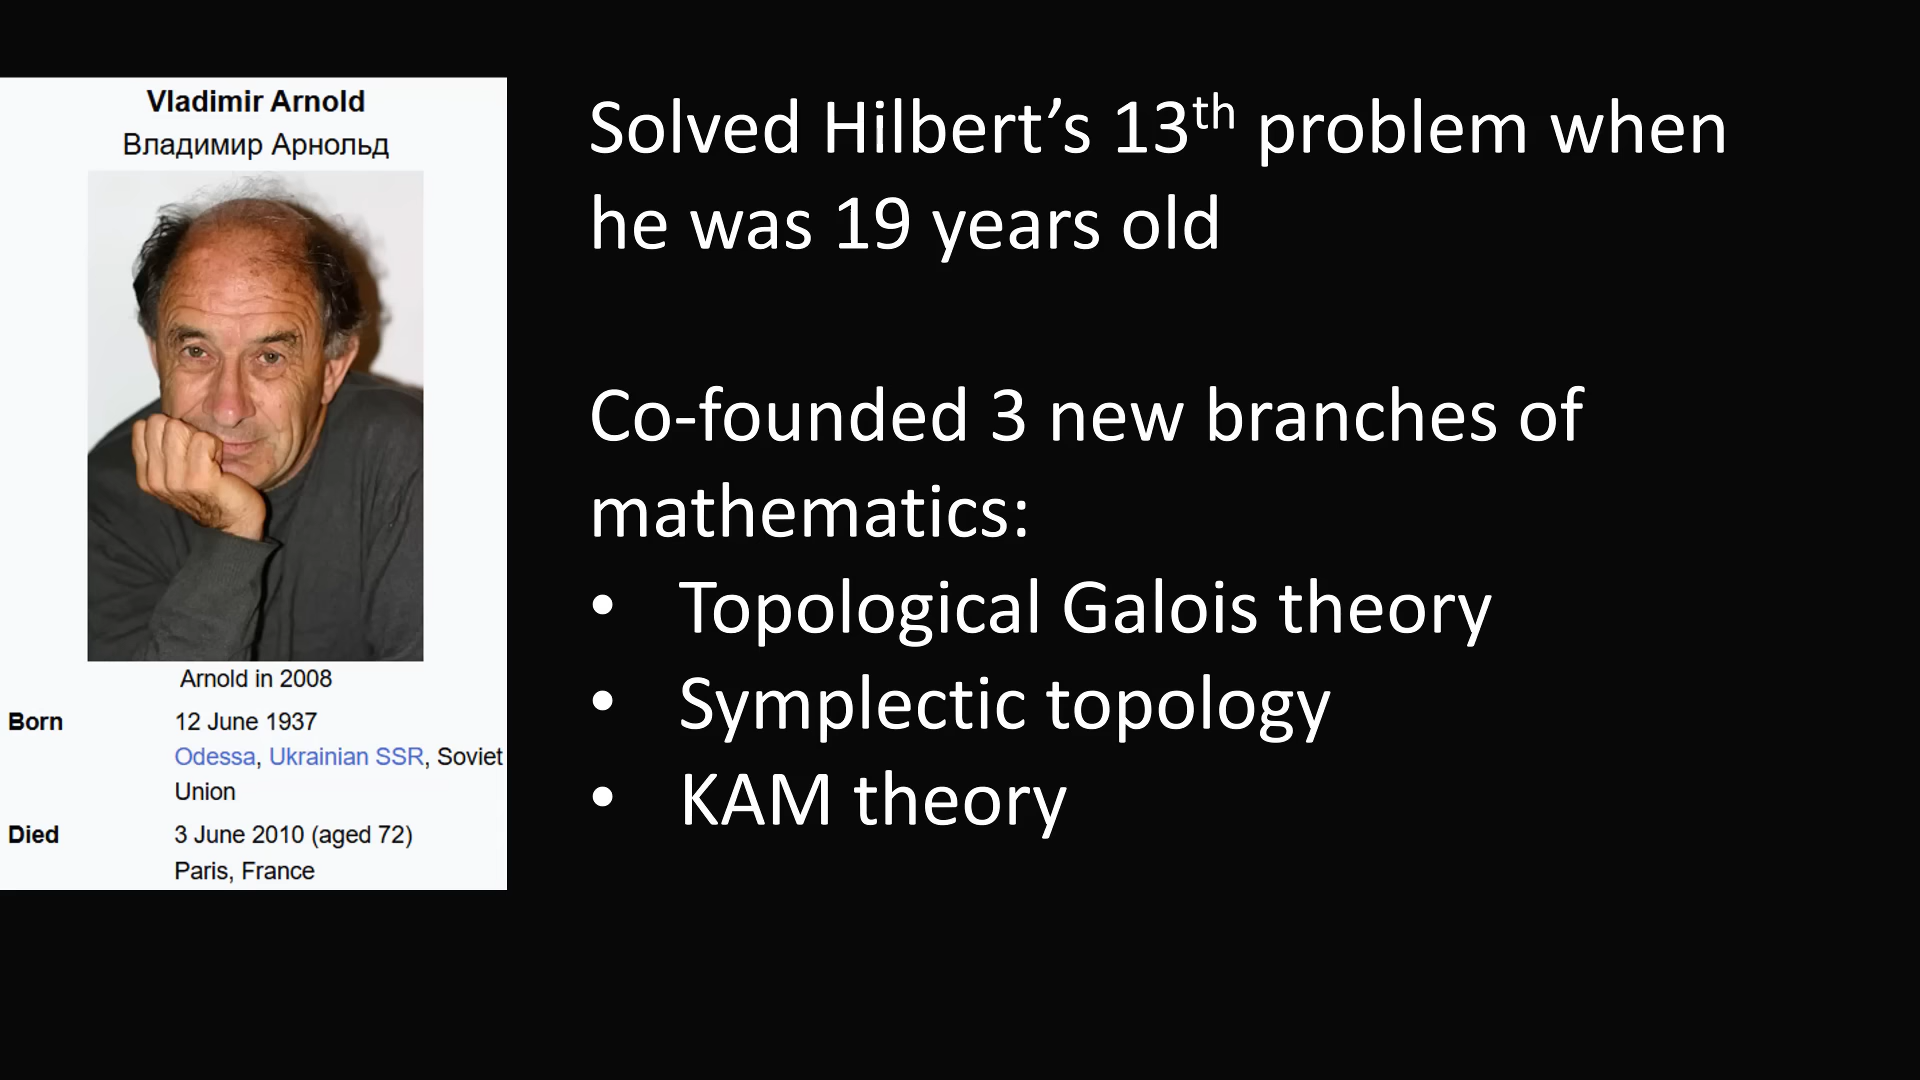 Vladimir Arnold
Владимир Арнольд
Arnold in 2008
Born 12 June 1937
Odessa, Ukrainian SSR, Soviet
Union
Died 3 June 2010 (aged 72)
Paris, France
Solved Hilbert’s 13th problem when
he was 19 years old
Co-founded 3 new branches of
mathematics:
• Topological Galois theory
• Symplectic topology
• KAM theory